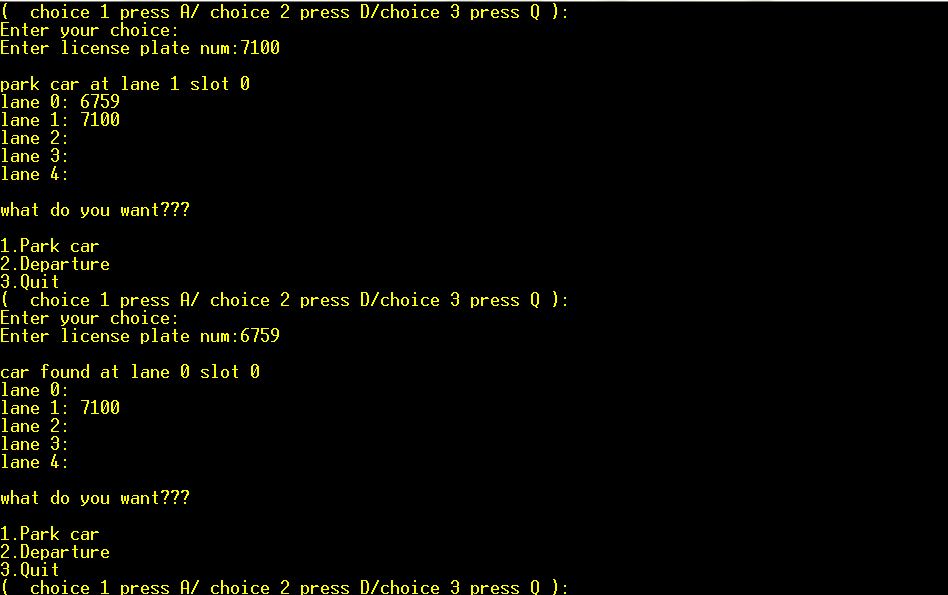 (  choice 1 press A/ choice 2 press D/choice 3 press Q ):
Enter your choice:
Enter license plate num:7100
park car at lane 1 slot 0
lane 0: 6759
lane 1: 7100
lane 2:
lane 3:
lane 4:
what do you want???
1.Park car
2.Departure
3.Quit
(  choice 1 press A/ choice 2 press D/choice 3 press Q ):
Enter your choice:
Enter license plate num:6759
car found at lane 0 slot 0
lane 0:
lane 1: 7100
lane 2:
lane 3:
lane 4:
what do you want???
1.Park car
2.Departure
3.Quit
(  choice 1 press A/ choice 2 press D/choice 3 press Q ):